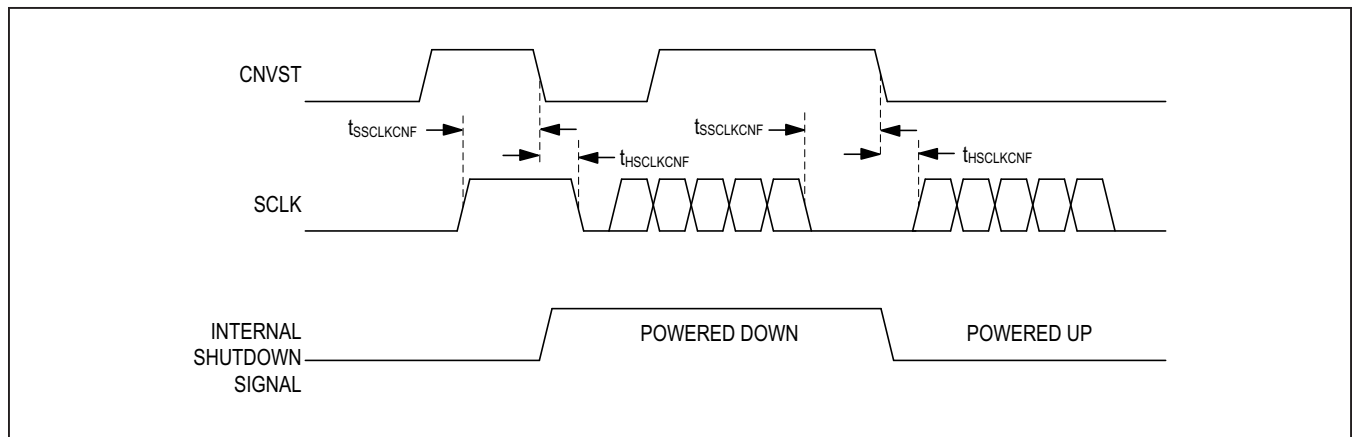 CNVST
tSSCLKCNF
tSSCLKCNF
tHSCLKCNF
tHSCLKCNF
SCLK
INTERNAL
SHUTDOWN
SIGNAL
POWERED DOWN
POWERED UP